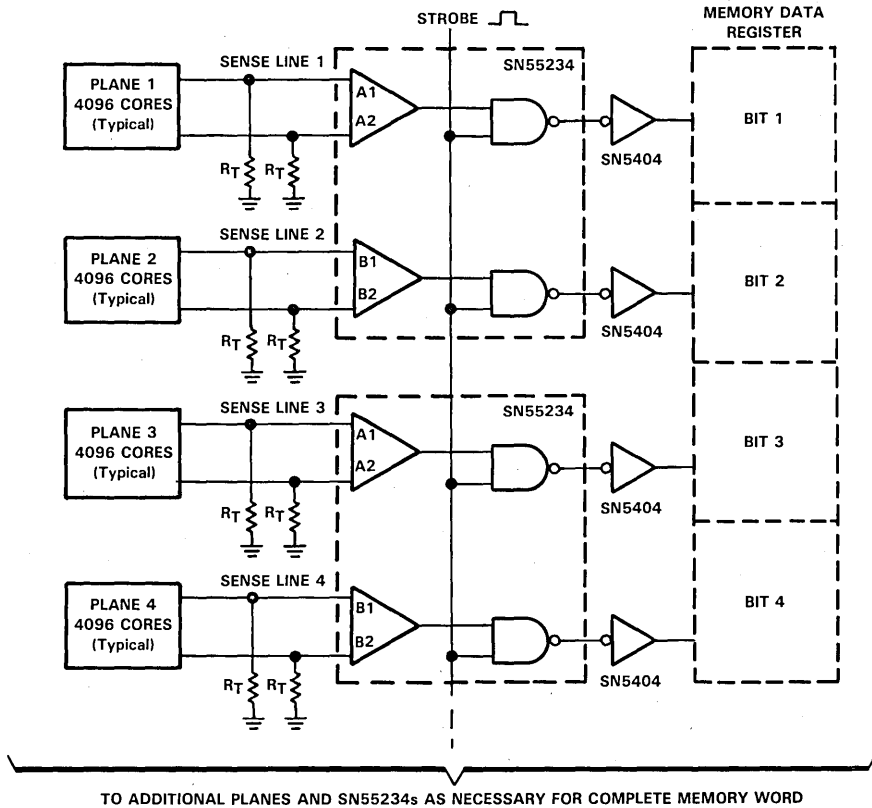 STROBE
MEMORY DATA
REGISTER
SENSE LINE 1
SN55234
PLANE 1
4096 CORES
(Typical)
A1
A2
BIT 1
SN5404
RT
RT
SENSE LINE 2
PLANE 2
4096 CORES
(Typical)
B1
B2
BIT 2
SN5404
RT
RT
SENSE LINE 3
SN55234
PLANE 3
4096 CORES
(Typical)
A1
A2
BIT 3
SN5404
RT
RT
SENSE LINE 4
PLANE 4
4096 CORES
(Typical)
B1
B2
BIT 4
SN5404
RT
RT
TO ADDITIONAL PLANES AND SN55234s AS NECESSARY FOR COMPLETE MEMORY WORD